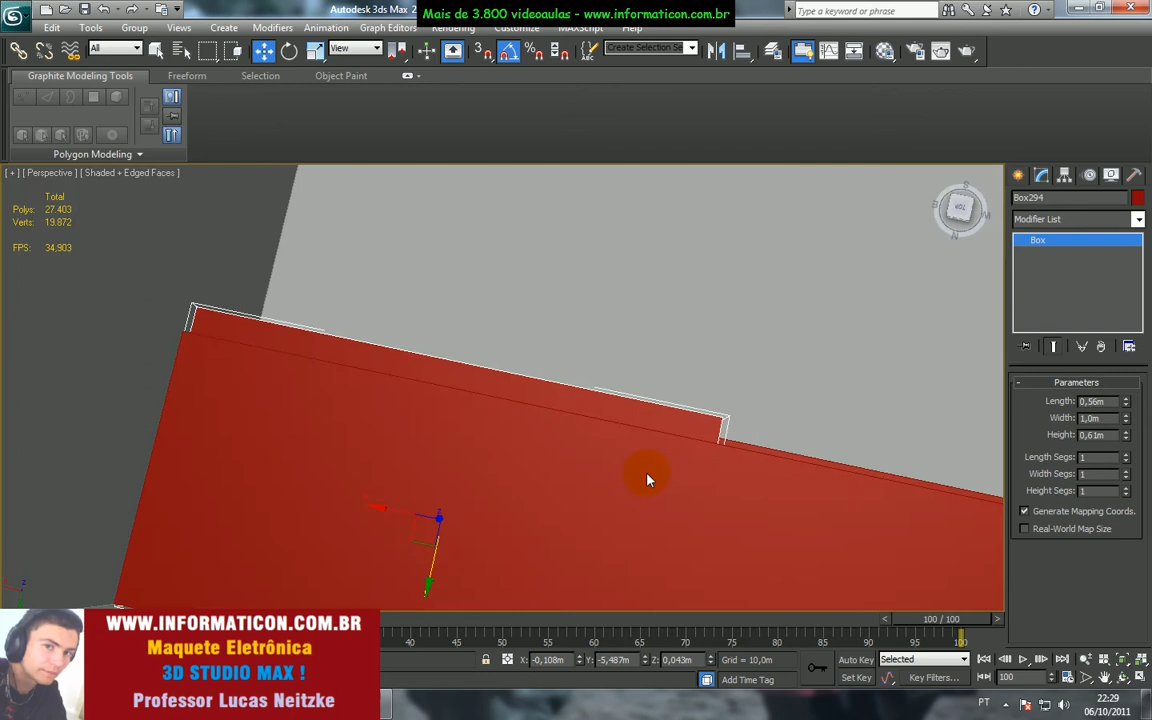 Autodesk 3ds Max 2
Mais de 3.800 videoaulas - www.informaticon.com.br
Type a keyword or phrase
Edit Tools Group Views Create Modifiers Animation Graph Editors Rendering Customize MAXScript Help
All View Create Selection Se
Graphite Modeling Tools Freeform Selection Object Paint
Polygon Modeling
[ + ] [ Perspective ] [ Shaded + Edged Faces ]
Total
Polys: 27.403
Verts: 19.872
FPS: 34,903
TOP
S
W
N
Box294
Modifier List
Box
- Parameters
Length: 0,56m
Width: 1,0m
Height: 0,61m
Length Segs: 1
Width Segs: 1
Height Segs: 1
Generate Mapping Coords.
Real-World Map Size
z
100 / 100
40 45 50 55 60 65 70 75 80 85 90 95 100
X: -0,108m Y: -5,487m Z: 0,043m Grid = 10,0m Auto Key Selected
Add Time Tag Set Key Key Filters... 100
WWW.INFORMATICON.COM.BR
Maquete Eletrônica
3D STUDIO MAX !
Professor Lucas Neitzke
PT 22:29
06/10/2011